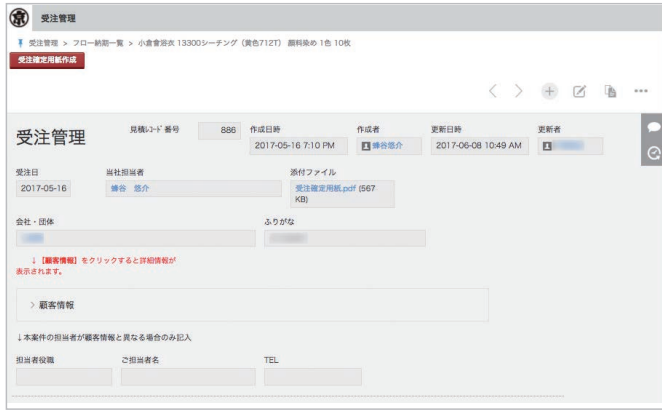 京 受注管理
受注管理 > フロー納期一覧 > 小倉會浴衣 13300シーチング（黄色712T） 顔料染め 1色 10枚
受注確定用紙作成
受注管理
見積ﾚｺｰﾄﾞ番号 886
作成日時
2017-05-16 7:10 PM
作成者
蜂谷悠介
更新日時
2017-06-08 10:49 AM
更新者
受注日
2017-05-16
当社担当者
蜂谷 悠介
添付ファイル
受注確定用紙.pdf (567
KB)
会社・団体
ふりがな
↓【顧客情報】をクリックすると詳細情報が
表示されます。
> 顧客情報
↓本案件の担当者が顧客情報と異なる場合のみ記入
担当者役職
ご担当者名
TEL